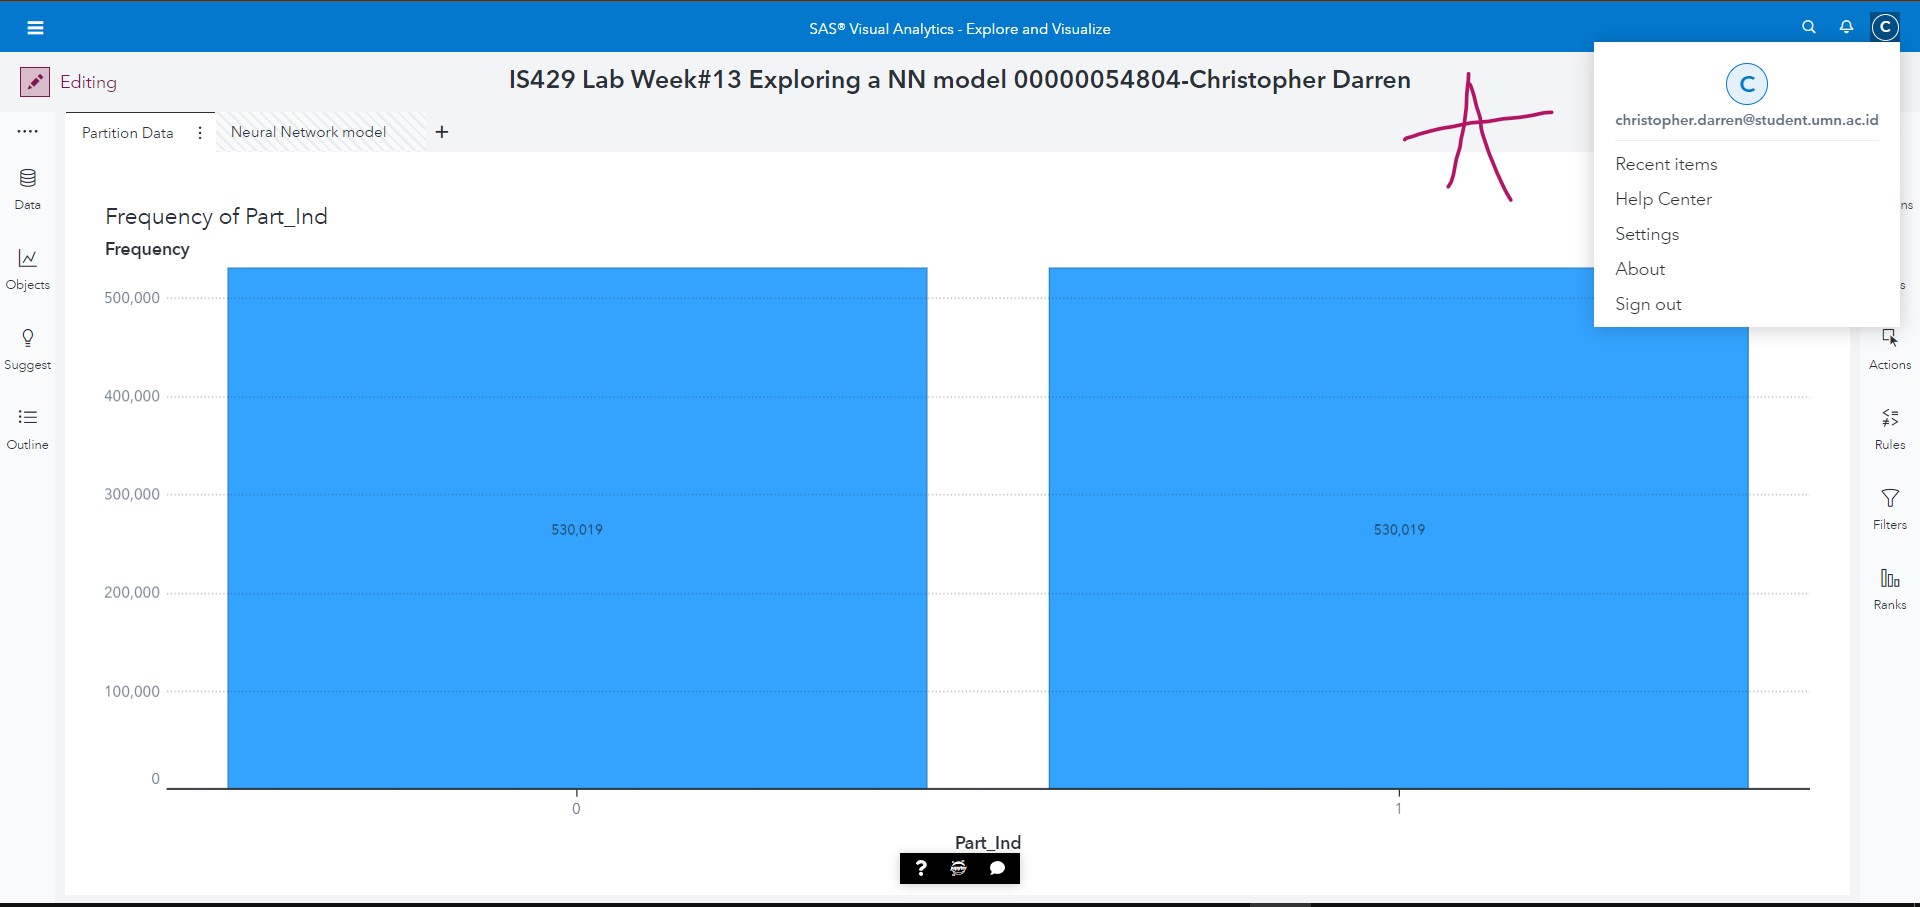 SAS® Visual Analytics - Explore and Visualize
C
Editing
IS429 Lab Week#13 Exploring a NN model 00000054804-Christopher Darren
A
C
christopher.darren@student.umn.ac.id
Recent items
Help Center
Settings
About
Sign out
Partition Data
Neural Network model
+
Data
Objects
Suggest
Outline
Frequency of Part_Ind
Frequency
500,000
400,000
300,000
200,000
100,000
0
530,019
530,019
0
1
Part_Ind
?
ns
s
Actions
Rules
Filters
Ranks